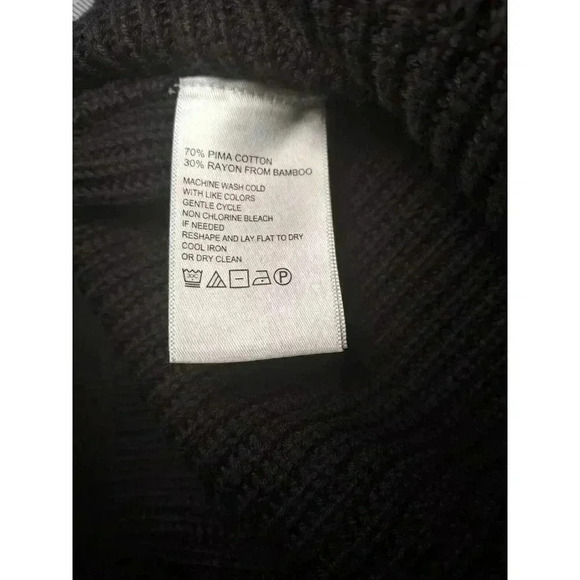 70% PIMA COTTON
30% RAYON FROM BAMBOO
MACHINE WASH COLD
WITH LIKE COLORS
GENTLE CYCLE
NON CHLORINE BLEACH
IF NEEDED
RESHAPE AND LAY FLAT TO DRY
COOL IRON
OR DRY CLEAN
30C P